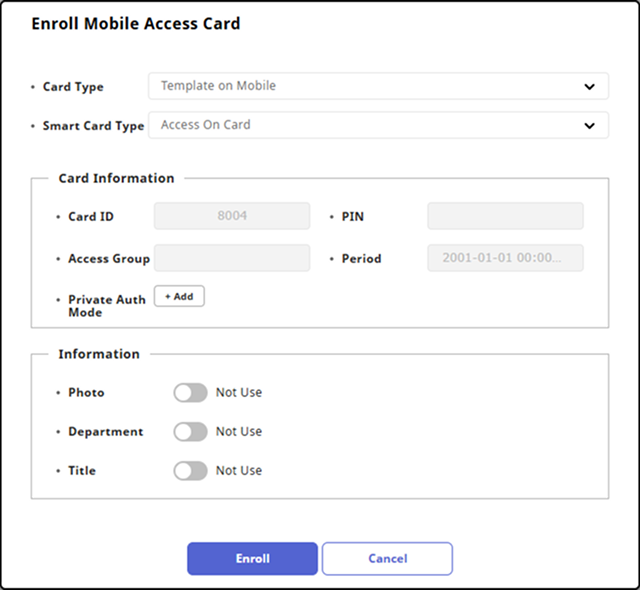 Enroll Mobile Access Card
• Card Type Template on Mobile
• Smart Card Type Access On Card
Card Information
• Card ID 8004 • PIN
• Access Group • Period 2001-01-01 00:00...
• Private Auth Mode + Add
Information
• Photo Not Use
• Department Not Use
• Title Not Use
Enroll Cancel